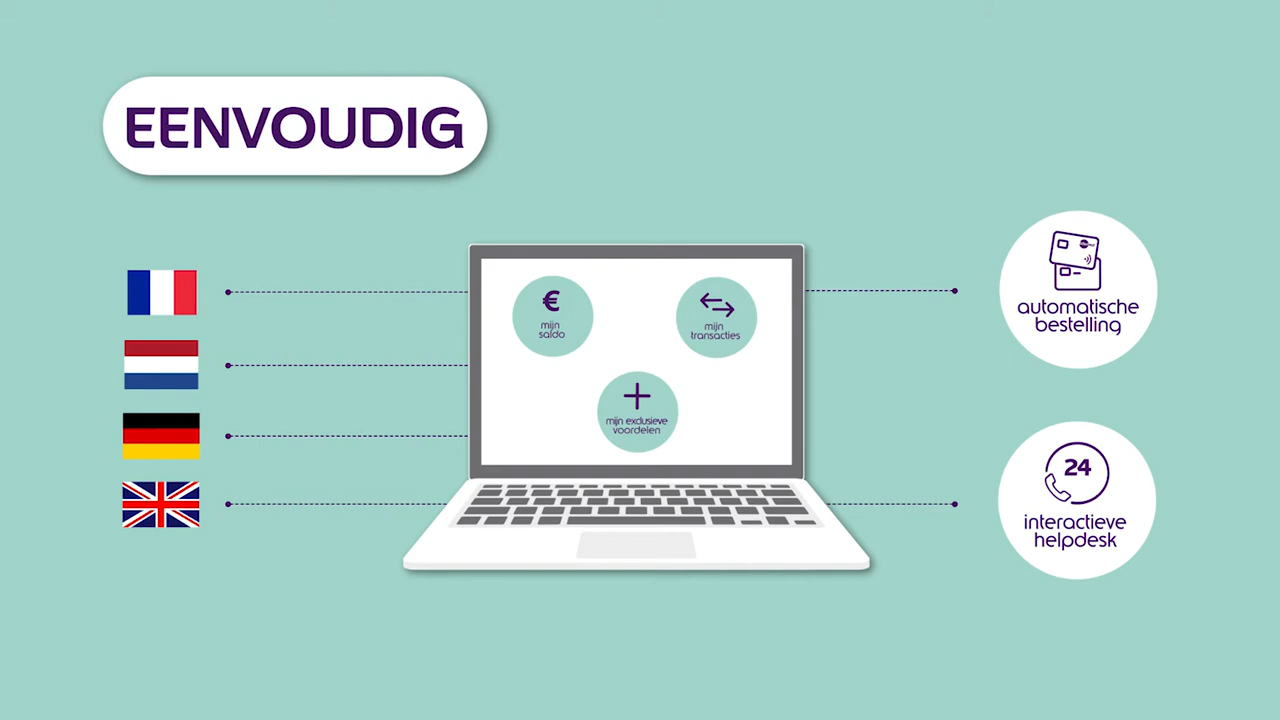 EENVOUDIG
mijn
saldo
mijn
transacties
mijn exclusieve
voordelen
automatische
bestelling
24
interactieve
helpdesk